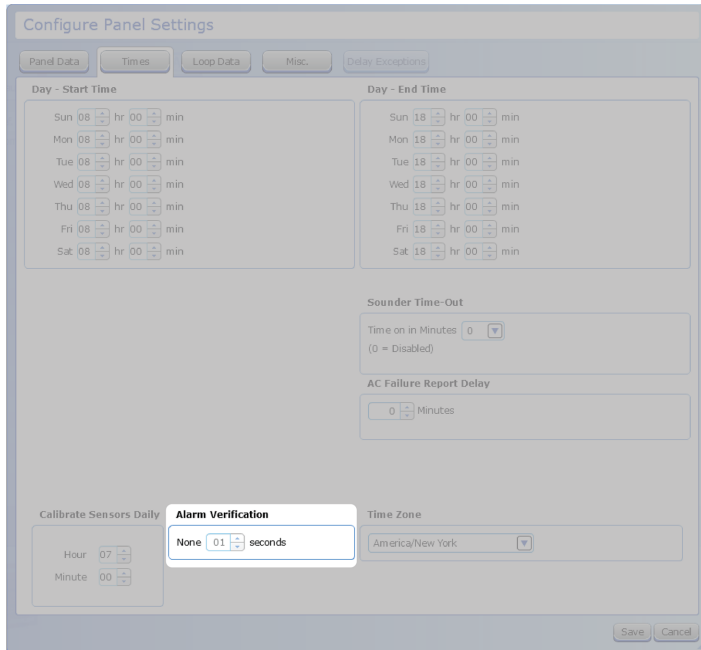 Configure Panel Settings
Panel Data Times Loop Data Misc. Delay Exceptions
Day - Start Time
Sun 08 hr 00 min
Mon 08 hr 00 min
Tue 08 hr 00 min
Wed 08 hr 00 min
Thu 08 hr 00 min
Fri 08 hr 00 min
Sat 08 hr 00 min
Day - End Time
Sun 18 hr 00 min
Mon 18 hr 00 min
Tue 18 hr 00 min
Wed 18 hr 00 min
Thu 18 hr 00 min
Fri 18 hr 00 min
Sat 18 hr 00 min
Sounder Time-Out
Time on in Minutes 0
(0 = Disabled)
AC Failure Report Delay
0 Minutes
Calibrate Sensors Daily
Hour 07
Minute 00
Alarm Verification
None 01 seconds
Time Zone
America/New York
Save Cancel